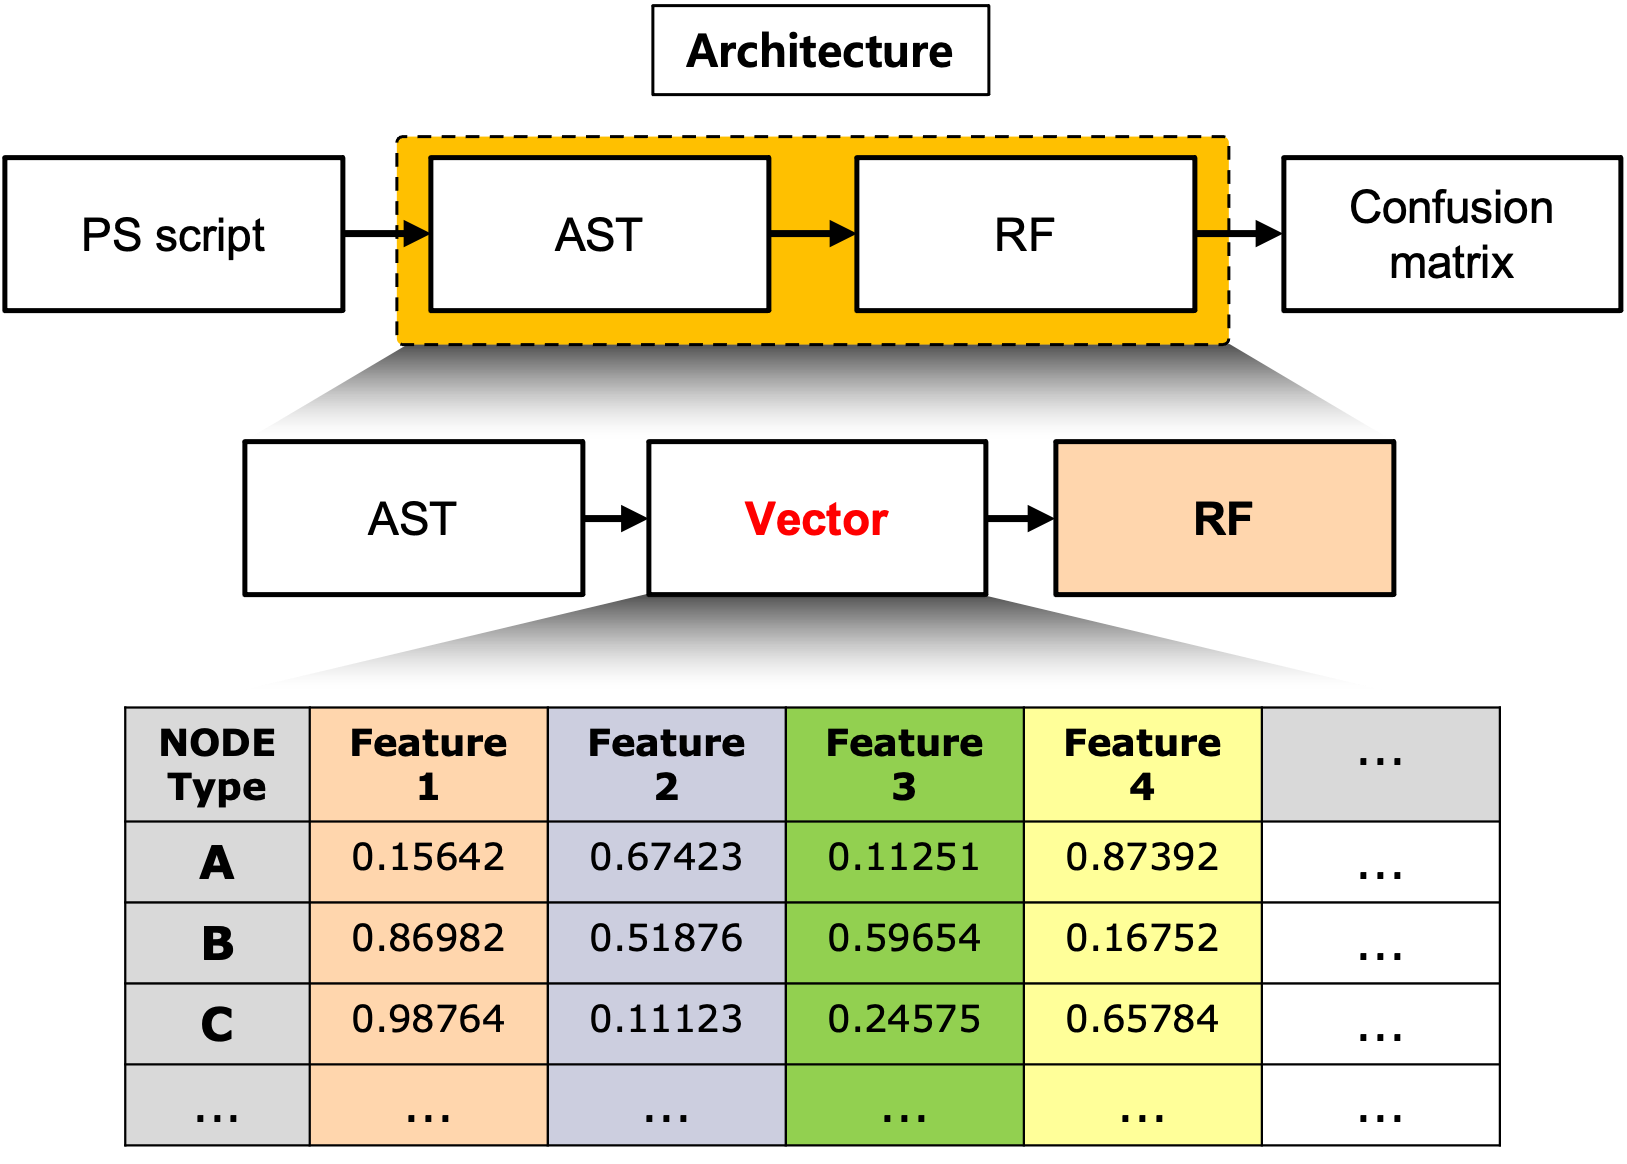 Architecture
PS script
AST
RF
Confusion
matrix
AST
Vector
RF
NODE Type Feature 1 Feature 2 Feature 3 Feature 4 ...
A 0.15642 0.67423 0.11251 0.87392 ...
B 0.86982 0.51876 0.59654 0.16752 ...
C 0.98764 0.11123 0.24575 0.65784 ...
... ... ... ... ... ...